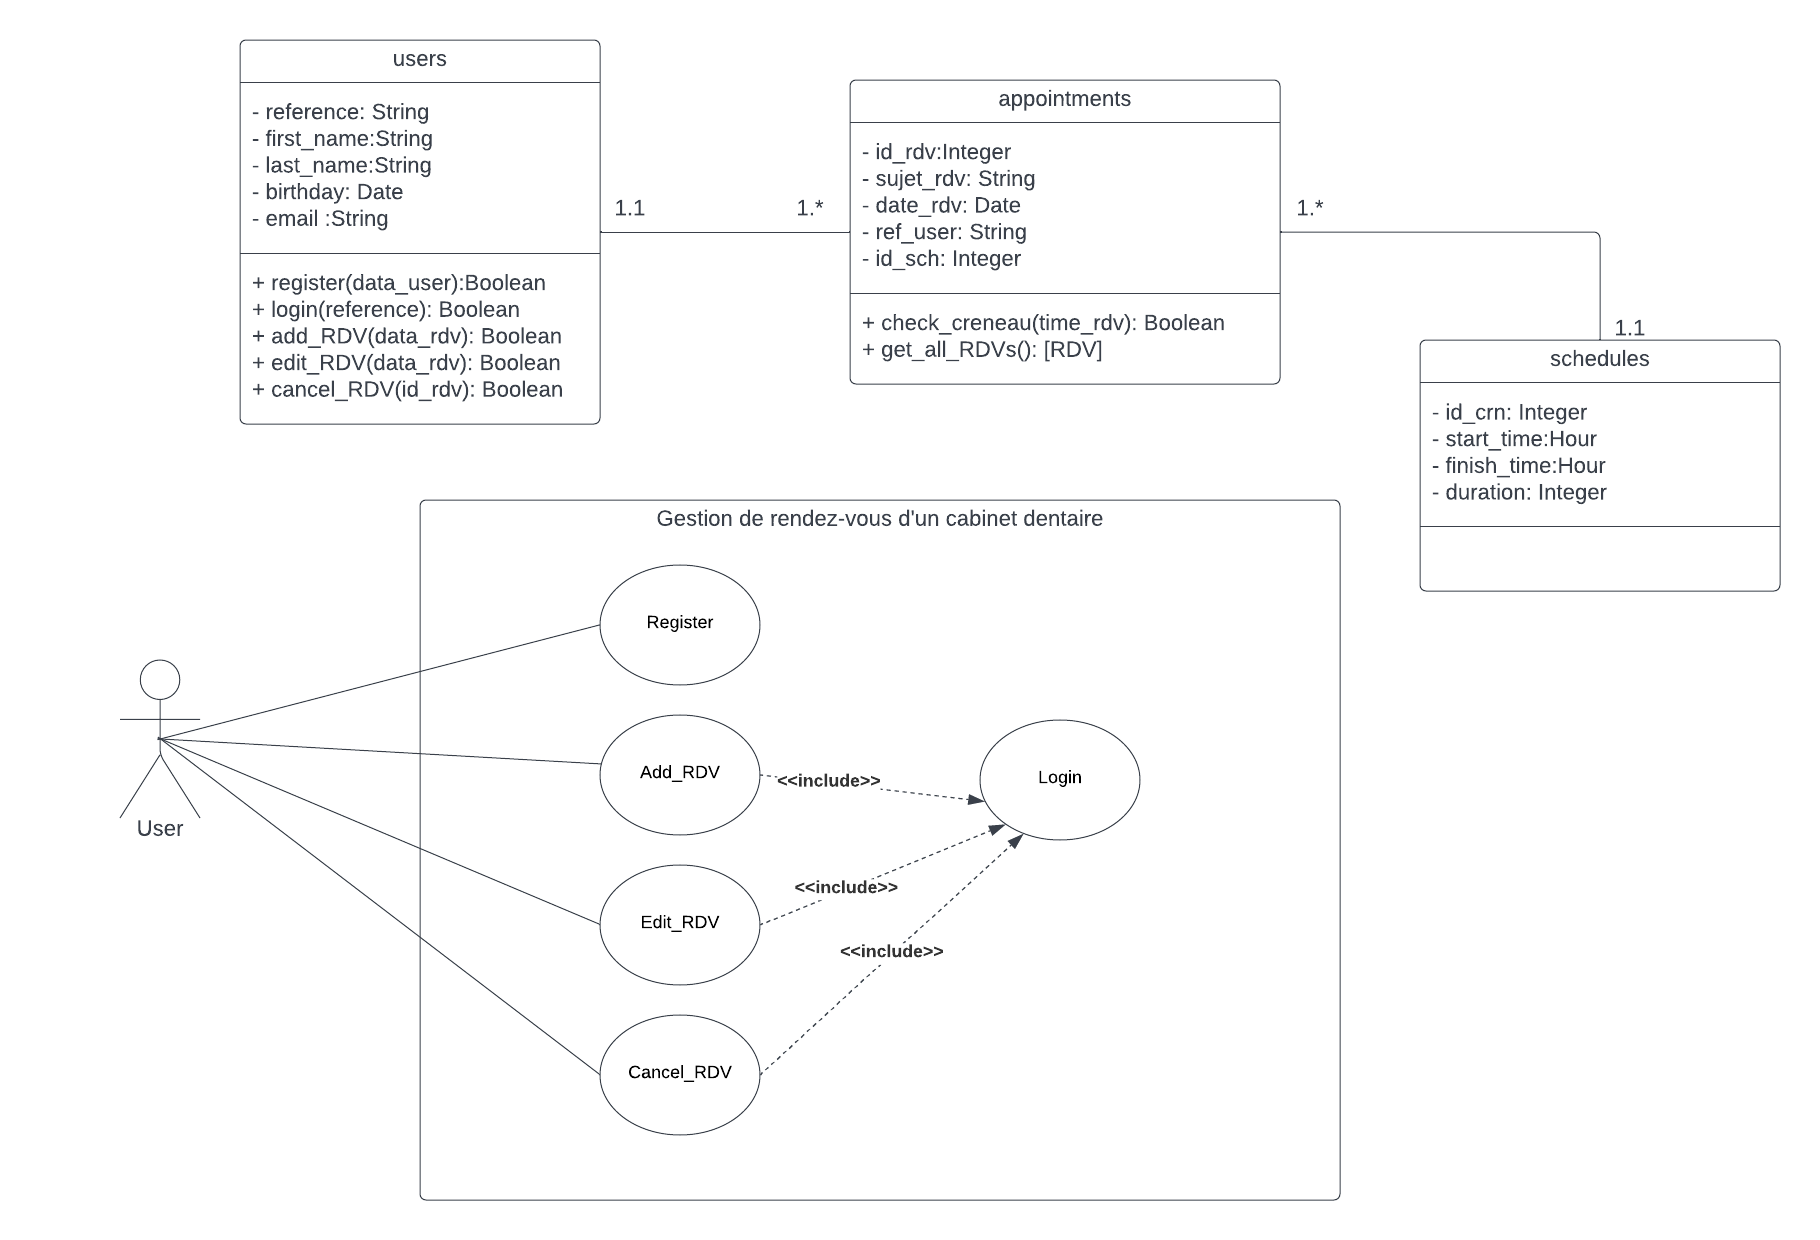 users
- reference: String
- first_name:String
- last_name:String
- birthday: Date
- email :String
+ register(data_user):Boolean
+ login(reference): Boolean
+ add_RDV(data_rdv): Boolean
+ edit_RDV(data_rdv): Boolean
+ cancel_RDV(id_rdv): Boolean
1.1
1.*
appointments
- id_rdv:Integer
- sujet_rdv: String
- date_rdv: Date
- ref_user: String
- id_sch: Integer
+ check_creneau(time_rdv): Boolean
+ get_all_RDVs(): [RDV]
1.*
1.1
schedules
- id_crn: Integer
- start_time:Hour
- finish_time:Hour
- duration: Integer
Gestion de rendez-vous d'un cabinet dentaire
Register
Add_RDV
<<include>>
Login
User
Edit_RDV
<<include>>
<<include>>
Cancel_RDV